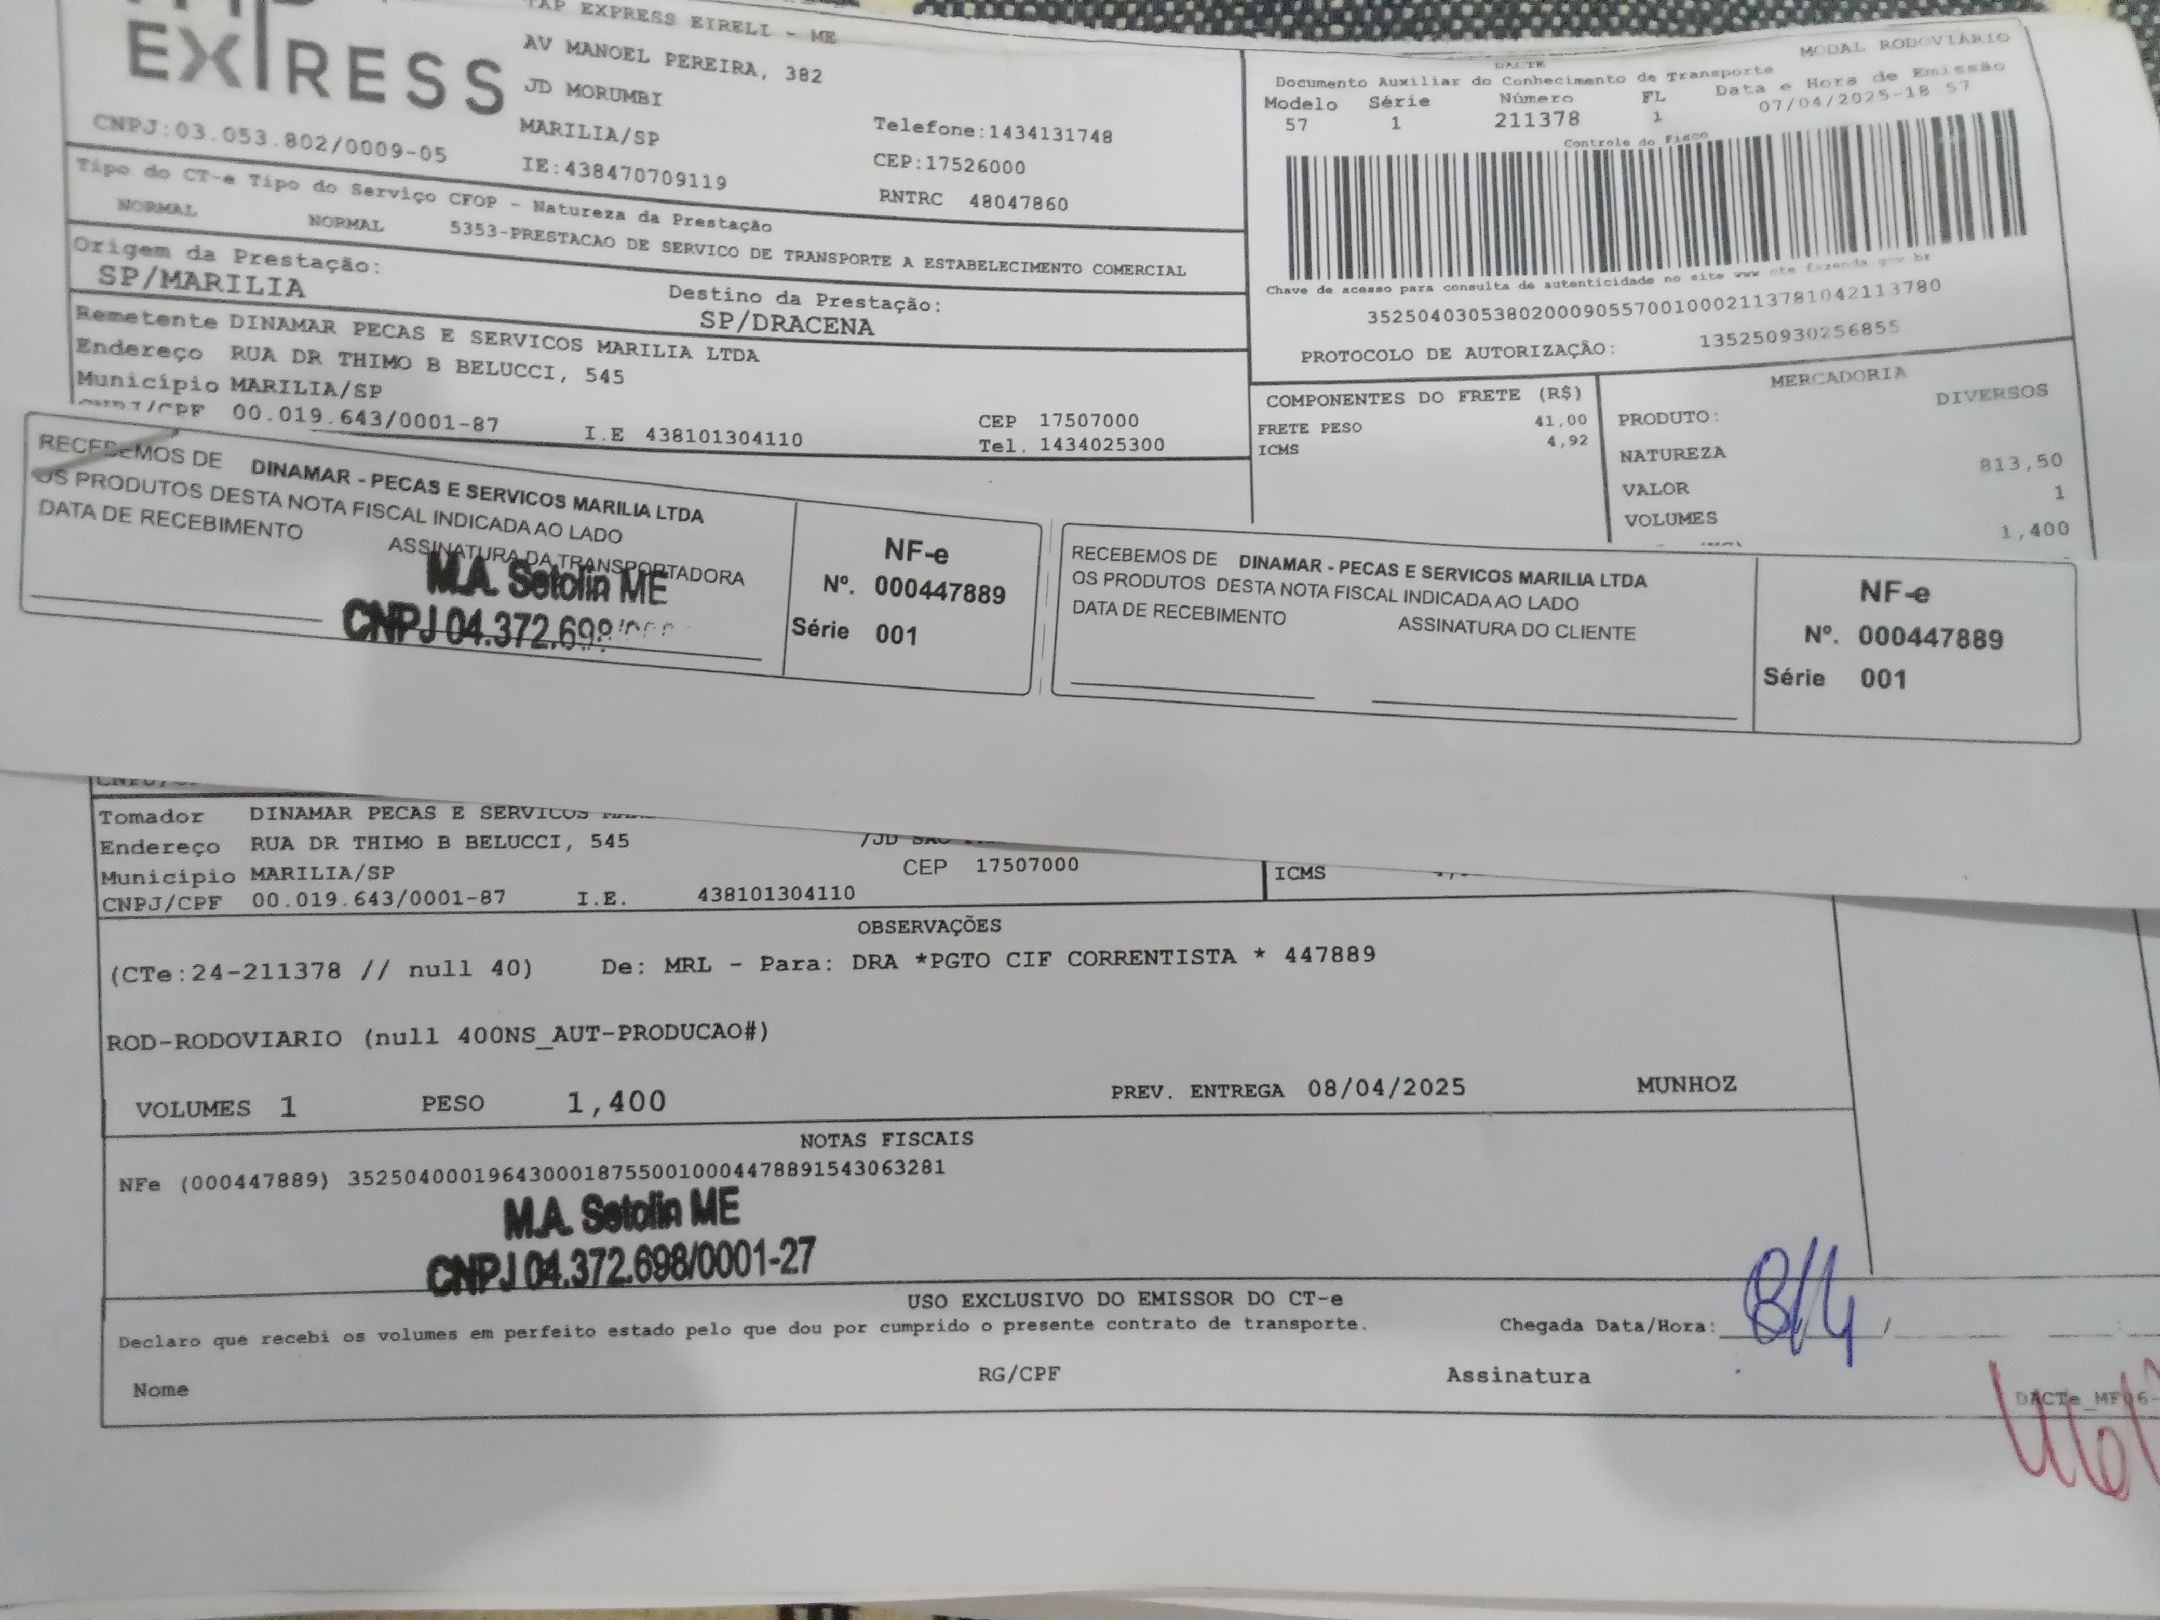 EXPRESS
TAP EXPRESS EIRELI - ME
AV MANOEL PEREIRA, 382
JD MORUMBI
MARILIA/SP
Telefone:1434131748
CNPJ:03.053.802/0009-05
IE:438470709119
CEP:17526000
RNTRC 48047860
DACTE
MODAL RODOVIÁRIO
Documento Auxiliar do Conhecimento de Transporte
Modelo Série Número FL Data e Hora de Emissão
57 1 211378 1 07/04/2025-18 57
Controle do Fisco
Chave de acesso para consulta de autenticidade no site www cte.fazenda gov br
35250403053802000905570010002113781042113780
PROTOCOLO DE AUTORIZAÇÃO: 135250930256855
Tipo do CT-e Tipo do Serviço CFOP - Natureza da Prestação
NORMAL NORMAL 5353-PRESTACAO DE SERVICO DE TRANSPORTE A ESTABELECIMENTO COMERCIAL
Origem da Prestação: Destino da Prestação:
SP/MARILIA SP/DRACENA
Remetente DINAMAR PECAS E SERVICOS MARILIA LTDA
Endereço RUA DR THIMO B BELUCCI, 545
Município MARILIA/SP CEP 17507000
CNPJ/CPF 00.019.643/0001-87 I.E 438101304110 Tel. 1434025300
COMPONENTES DO FRETE (R$)
FRETE PESO 41,00
ICMS 4,92
MERCADORIA
PRODUTO: DIVERSOS
NATUREZA
VALOR 813,50
VOLUMES 1
1,400
RECEBEMOS DE DINAMAR - PECAS E SERVICOS MARILIA LTDA
OS PRODUTOS DESTA NOTA FISCAL INDICADA AO LADO
DATA DE RECEBIMENTO ASSINATURA DA TRANSPORTADORA
M.A. Setolin ME
CNPJ 04.372.698
NF-e
Nº. 000447889
Série 001
RECEBEMOS DE DINAMAR - PECAS E SERVICOS MARILIA LTDA
OS PRODUTOS DESTA NOTA FISCAL INDICADA AO LADO
DATA DE RECEBIMENTO ASSINATURA DO CLIENTE
NF-e
Nº. 000447889
Série 001
Tomador DINAMAR PECAS E SERVICOS
Endereço RUA DR THIMO B BELUCCI, 545 /JD
Município MARILIA/SP CEP 17507000
CNPJ/CPF 00.019.643/0001-87 I.E. 438101304110
ICMS
OBSERVAÇÕES
(CTe:24-211378 // null 40) De: MRL - Para: DRA *PGTO CIF CORRENTISTA * 447889
ROD-RODOVIARIO (null 400NS_AUT-PRODUCAO#)
VOLUMES 1 PESO 1,400 PREV. ENTREGA 08/04/2025 MUNHOZ
NOTAS FISCAIS
NFe (000447889) 35250400019643000187550010004478891543063281
M.A. Setolin ME
CNPJ 04.372.698/0001-27
USO EXCLUSIVO DO EMISSOR DO CT-e
Declaro que recebi os volumes em perfeito estado pelo que dou por cumprido o presente contrato de transporte. Chegada Data/Hora: 8/4
Nome RG/CPF Assinatura